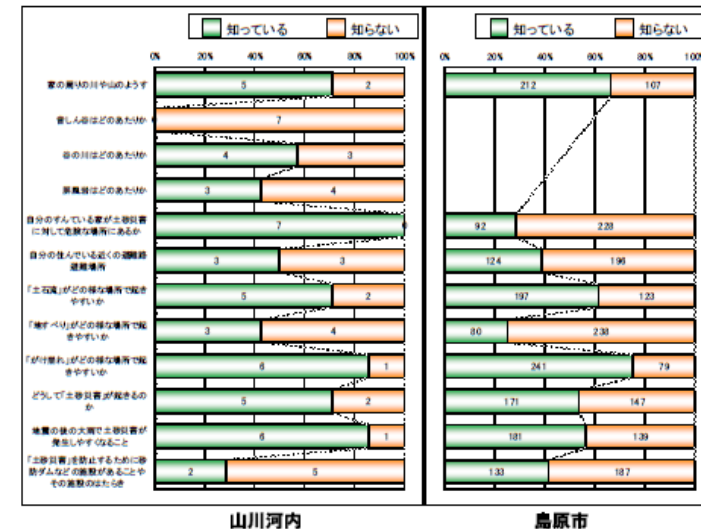 知っている 知らない
知っている 知らない
0% 20% 40% 60% 80% 100%
0% 20% 40% 60% 80% 100%
家の周りの川や山のようす
5 2
212 107
7
谷の川はどのあたりか
4 3
屏風岩はどのあたりか
3 4
自分のすんでいる家が土砂災害
に対して危険な場所にあるか
7 0
92 228
自分の住んでいる近くの避難路
避難場所
3 3
124 196
「土石流」がどの様な場所で起き
やすいか
5 2
197 123
「地すべり」がどの様な場所で起
きやすいか
3 4
80 238
「がけ崩れ」がどの様な場所で起
きやすいか
6 1
241 79
どうして「土砂災害」が起きるの
か
5 2
171 147
地震の後の大雨で土砂災害が
発生しやすくなること
6 1
181 139
「土砂災害」を防止するために砂
防ダムなどの施設があることや
その施設のはたらき
2 5
133 187
山川河内
島原市